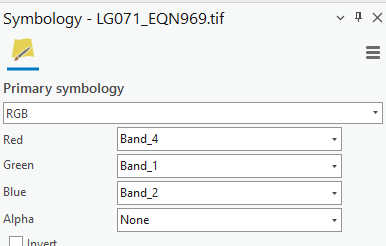 Symbology - LG071_EQN969.tif
Primary symbology
RGB
Red Band_4
Green Band_1
Blue Band_2
Alpha None
Invert